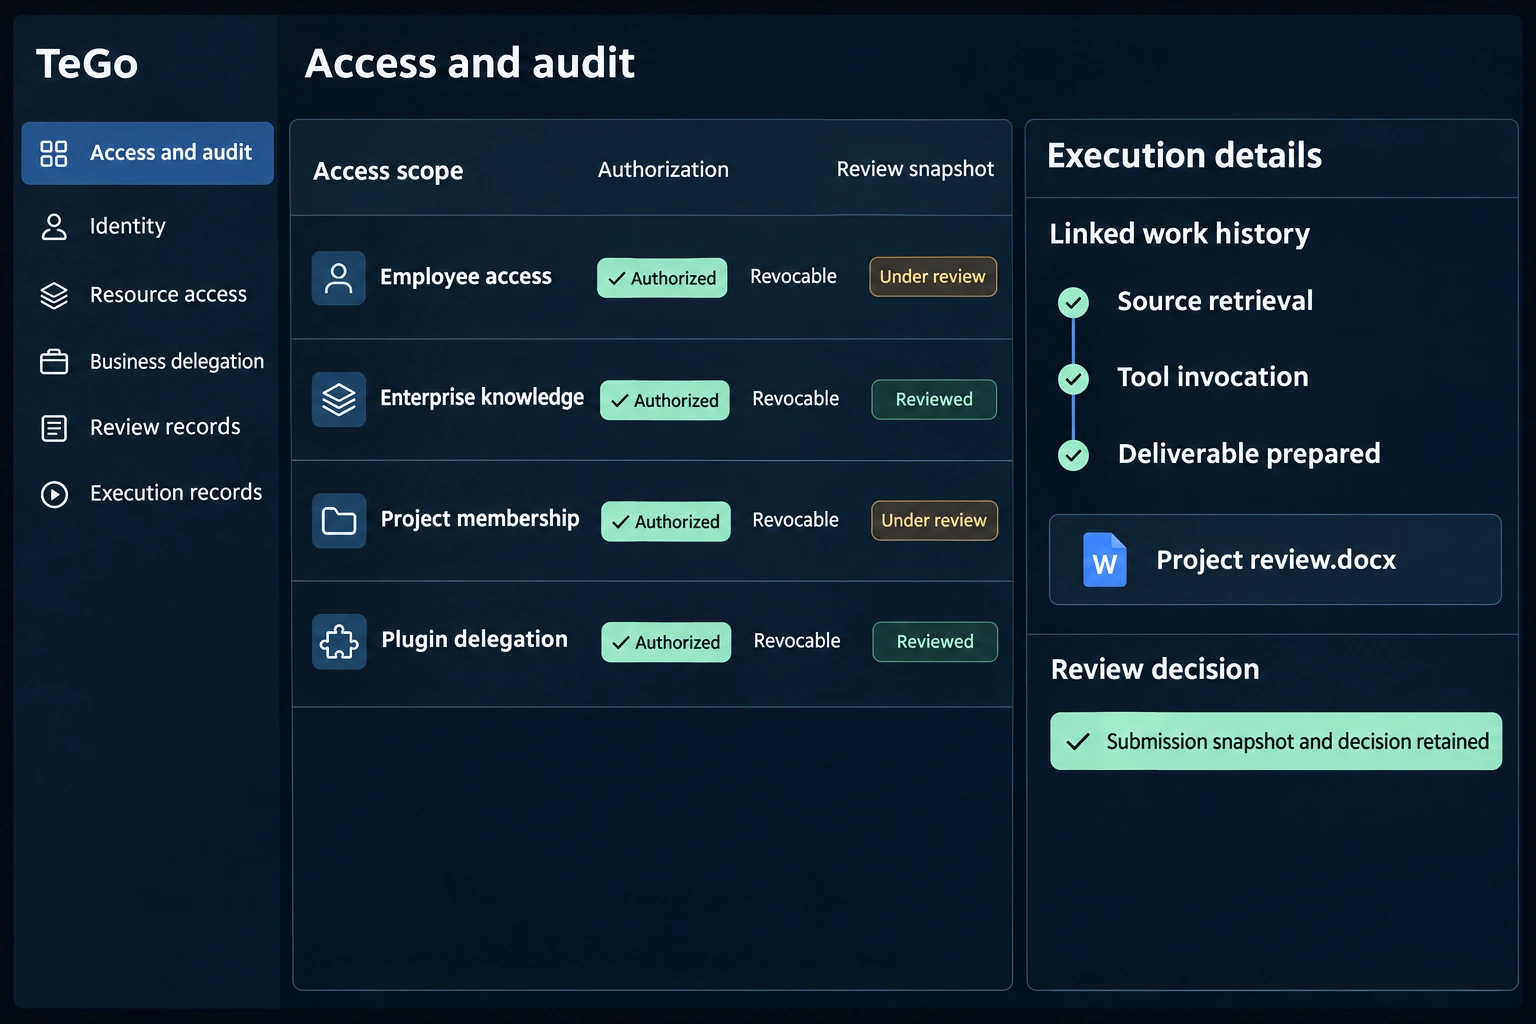 TeGo
Access and audit
Identity
Resource access
Business delegation
Review records
Execution records
Access and audit
Access scope Authorization Review snapshot
Employee access Authorized Revocable Under review
Enterprise knowledge Authorized Revocable Reviewed
Project membership Authorized Revocable Under review
Plugin delegation Authorized Revocable Reviewed
Execution details
Linked work history
Source retrieval
Tool invocation
Deliverable prepared
W Project review.docx
Review decision
Submission snapshot and decision retained